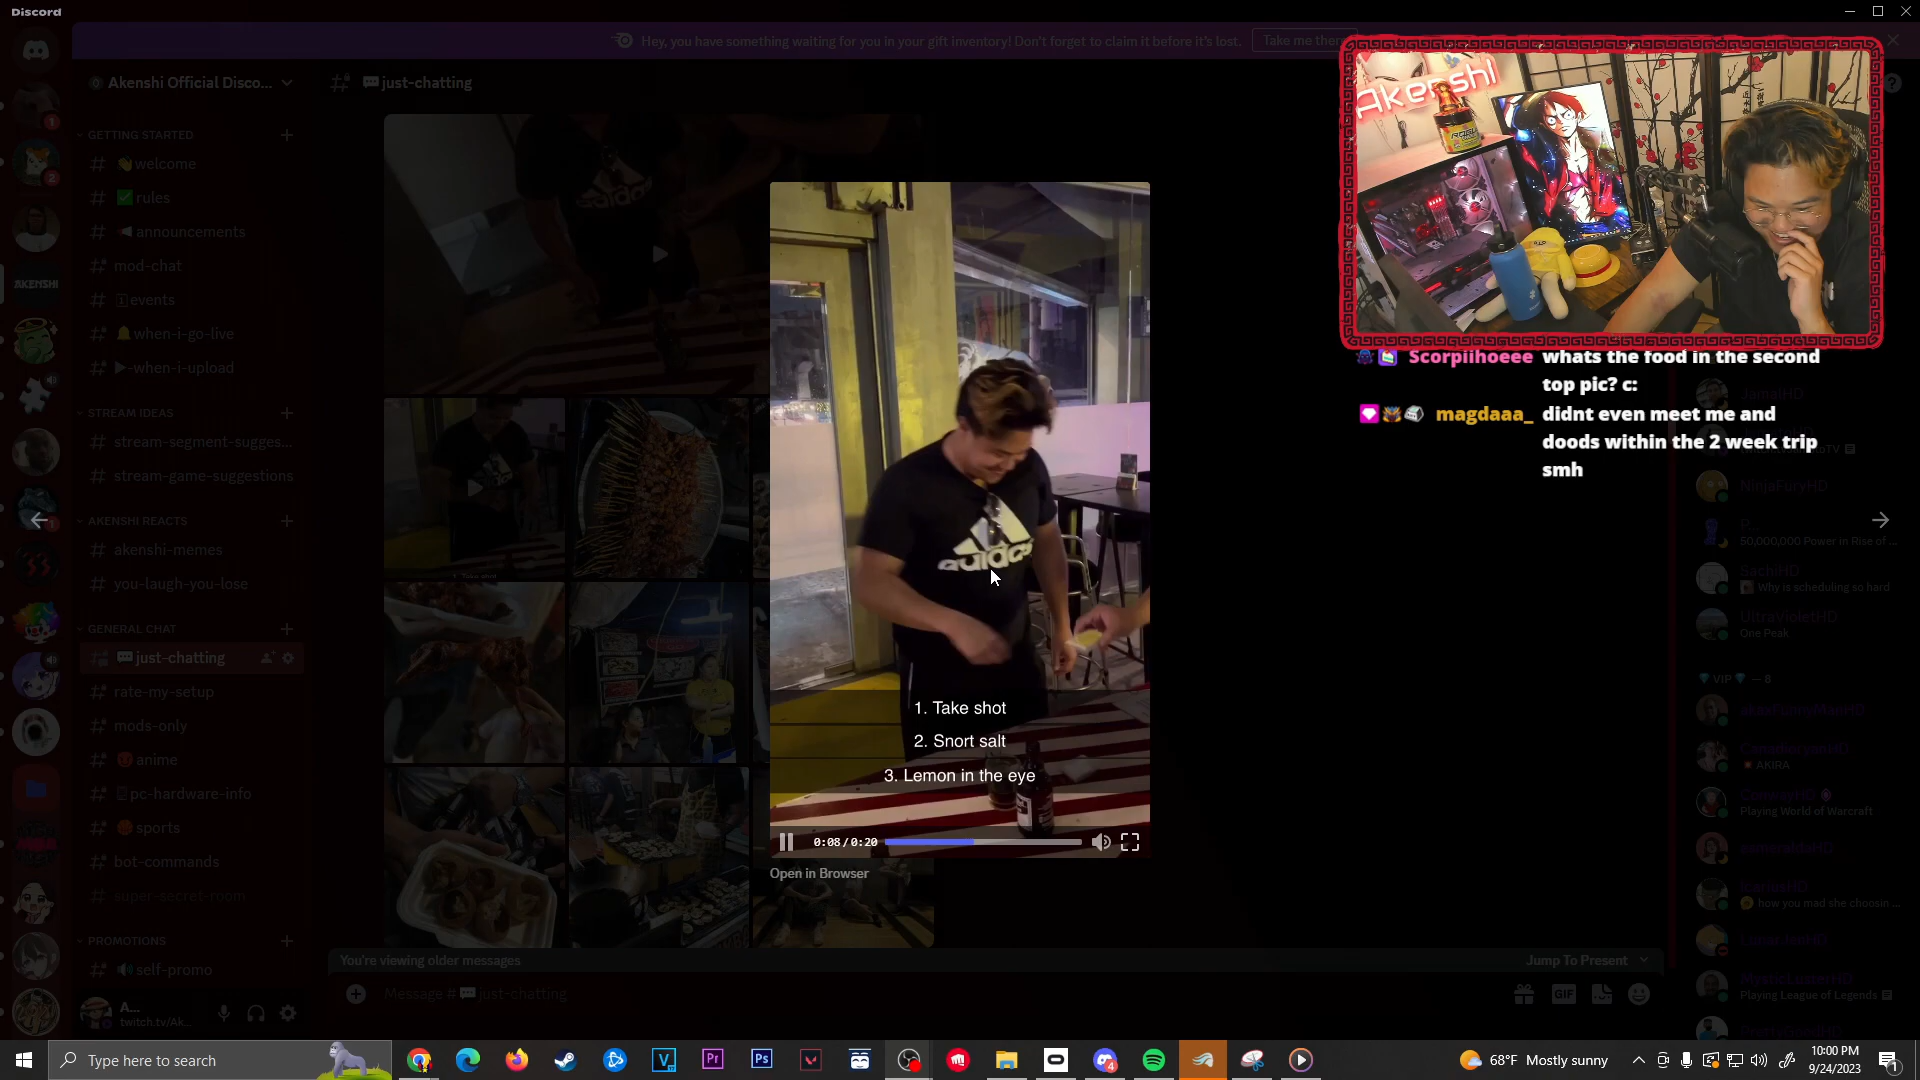 Discord
Hey, you have something waiting for you in your gift inventory! Don't forget to claim it before it's lost.
Take me there
Akenshi Official Disco...
just-chatting
GETTING STARTED
welcome
rules
announcements
mod-chat
events
when-i-go-live
-when-i-upload
STREAM IDEAS
stream-segment-sugges...
stream-game-suggestions
AKENSHI REACTS
akenshi-memes
you-laugh-you-lose
GENERAL CHAT
just-chatting
rate-my-setup
mods-only
anime
pc-hardware-info
sports
bot-commands
super-secret-room
PROMOTIONS
self-promo
A...
twitch.tv/Ak...
AKENSHI
Akenshi
adidas
1. Take shot
2. Snort salt
3. Lemon in the eye
0:08/0:20
Open in Browser
You're viewing older messages
Jump To Present
Message # just-chatting
GIF
Scorpiihoeee whats the food in the second
top pic? c:
magdaaa_ didnt even meet me and
doods within the 2 week trip
smh
JamalHD
NinjaFuryHD
P...
50,000,000 Power in Rise of ...
SachiHD
Why is scheduling so hard
UltraVioletHD
One Peak
VIP — 8
AKIRA
Playing World of Warcraft
esmeraldaHD
how you mad she choosin ...
Playing League of Legends
Type here to search
68°F Mostly sunny
10:00 PM
9/24/2023